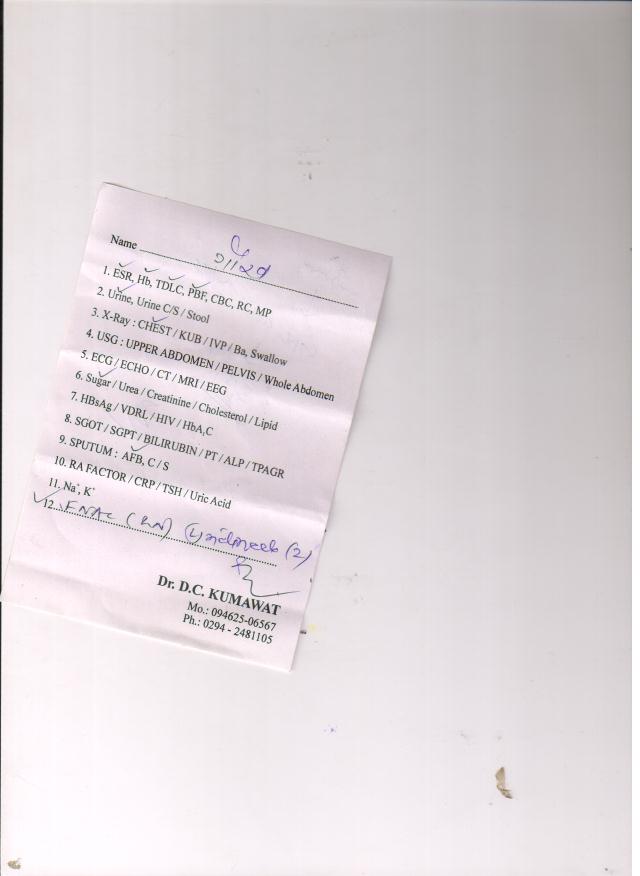 Name
1. ESR, Hb, TDLC, PBF, CBC, RC, MP
2. Urine, Urine C/S / Stool
3. X-Ray : CHEST / KUB / IVP / Ba, Swallow
4. USG : UPPER ABDOMEN / PELVIS / Whole Abdomen
5. ECG / ECHO / CT / MRI / EEG
6. Sugar / Urea / Creatinine / Cholesterol / Lipid
7. HBsAg / VDRL / HIV / HbA,C
8. SGOT / SGPT / BILIRUBIN / PT / ALP / TPAGR
9. SPUTUM : AFB, C / S
10. RA FACTOR / CRP / TSH / Uric Acid
11. Na⁺, K⁺
12. FNAC
Dr. D.C. KUMAWAT
Mo.: 094625-06567
Ph.: 0294 - 2481105